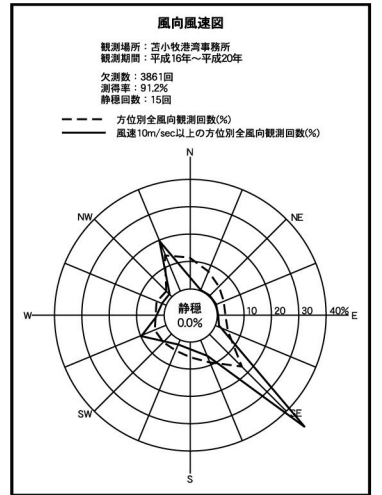 風向風速図
観測場所：苫小牧港湾事務所
観測期間：平成16年～平成20年
欠測数：3861回
測得率：91.2%
静穏回数：15回
方位別全風向観測回数(%)
風速10m/sec以上の方位別全風向観測回数(%)
N
NW
NE
静穏
0.0%
W
10
20
30
40%
E
SW
SE
S